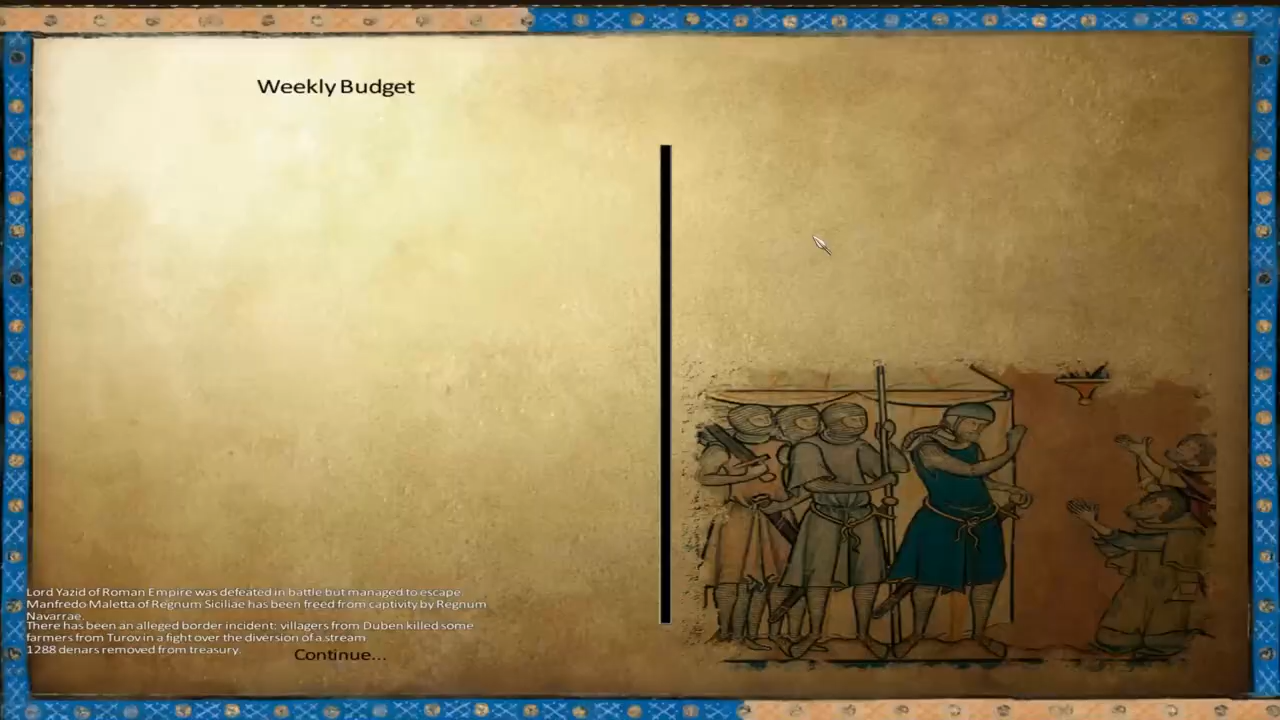 Weekly Budget
Lord Yazid of Roman Empire was defeated in battle but managed to escape.
Manfredo Maletta of Regnum Siciliae has been freed from captivity by Regnum
Navarrae.
There has been an alleged border incident: villagers from Duben killed some
farmers from Turov in a fight over the diversion of a stream
1288 denars removed from treasury.
Continue...